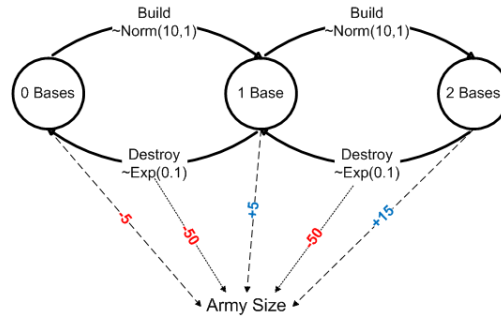 Build
~Norm(10,1)
Build
~Norm(10,1)
0 Bases
1 Base
2 Bases
Destroy
~Exp(0.1)
Destroy
~Exp(0.1)
-5
-50
+5
-50
+15
Army Size